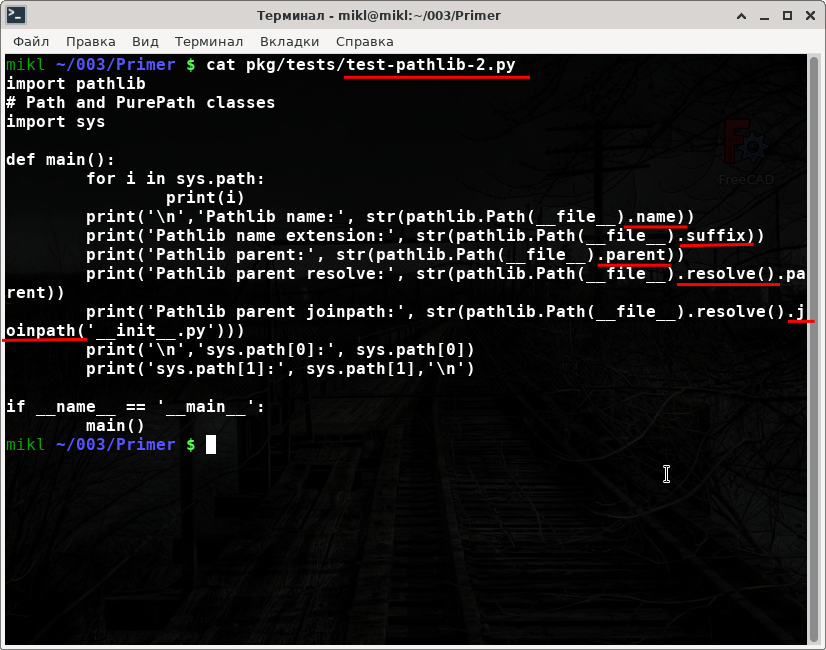 Терминал - mikl@mikl:~/003/Primer
Файл Правка Вид Терминал Вкладки Справка
mikl ~/003/Primer $ cat pkg/tests/test-pathlib-2.py
import pathlib
# Path and PurePath classes
import sys
def main():
        for i in sys.path:
                print(i)
        print('\n','Pathlib name:', str(pathlib.Path(__file__).name))
        print('Pathlib name extension:', str(pathlib.Path(__file__).suffix))
        print('Pathlib parent:', str(pathlib.Path(__file__).parent))
        print('Pathlib parent resolve:', str(pathlib.Path(__file__).resolve().pa
rent))
        print('Pathlib parent joinpath:', str(pathlib.Path(__file__).resolve().j
oinpath('__init__.py')))
        print('\n','sys.path[0]:', sys.path[0])
        print('sys.path[1]:', sys.path[1],'\n')
if __name__ == '__main__':
        main()
mikl ~/003/Primer $
FreeCAD